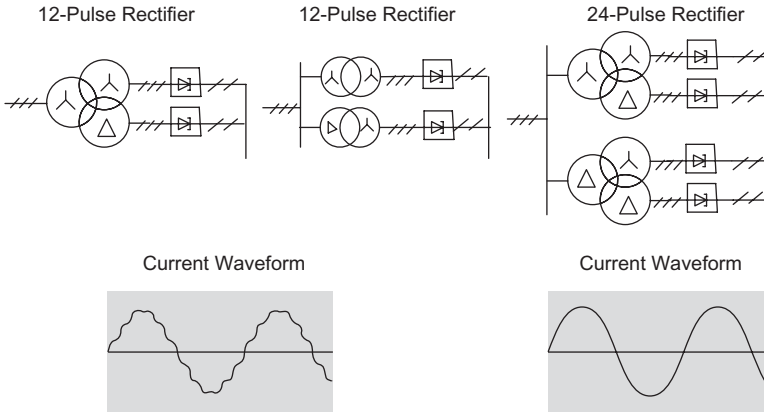 12-Pulse Rectifier
12-Pulse Rectifier
24-Pulse Rectifier
Current Waveform
Current Waveform